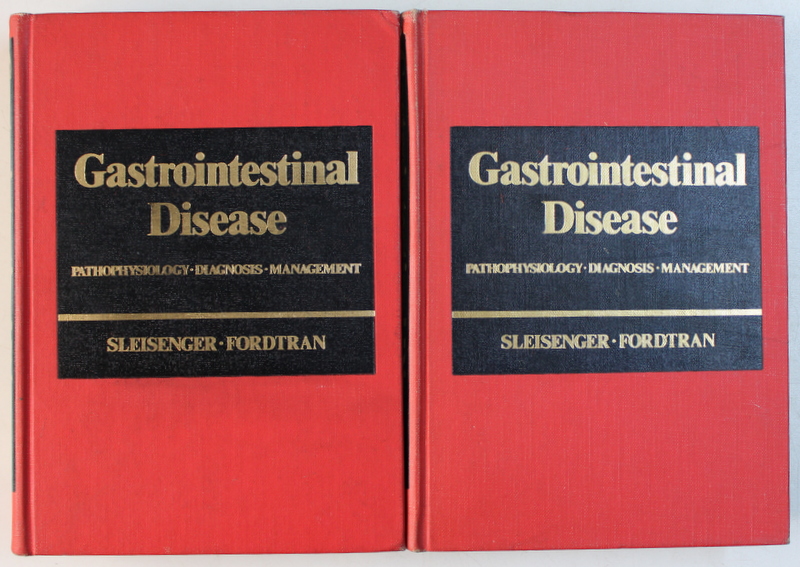 Gastrointestinal
Disease
PATHOPHYSIOLOGY · DIAGNOSIS · MANAGEMENT
SLEISENGER · FORDTRAN
Gastrointestinal
Disease
PATHOPHYSIOLOGY · DIAGNOSIS · MANAGEMENT
SLEISENGER · FORDTRAN